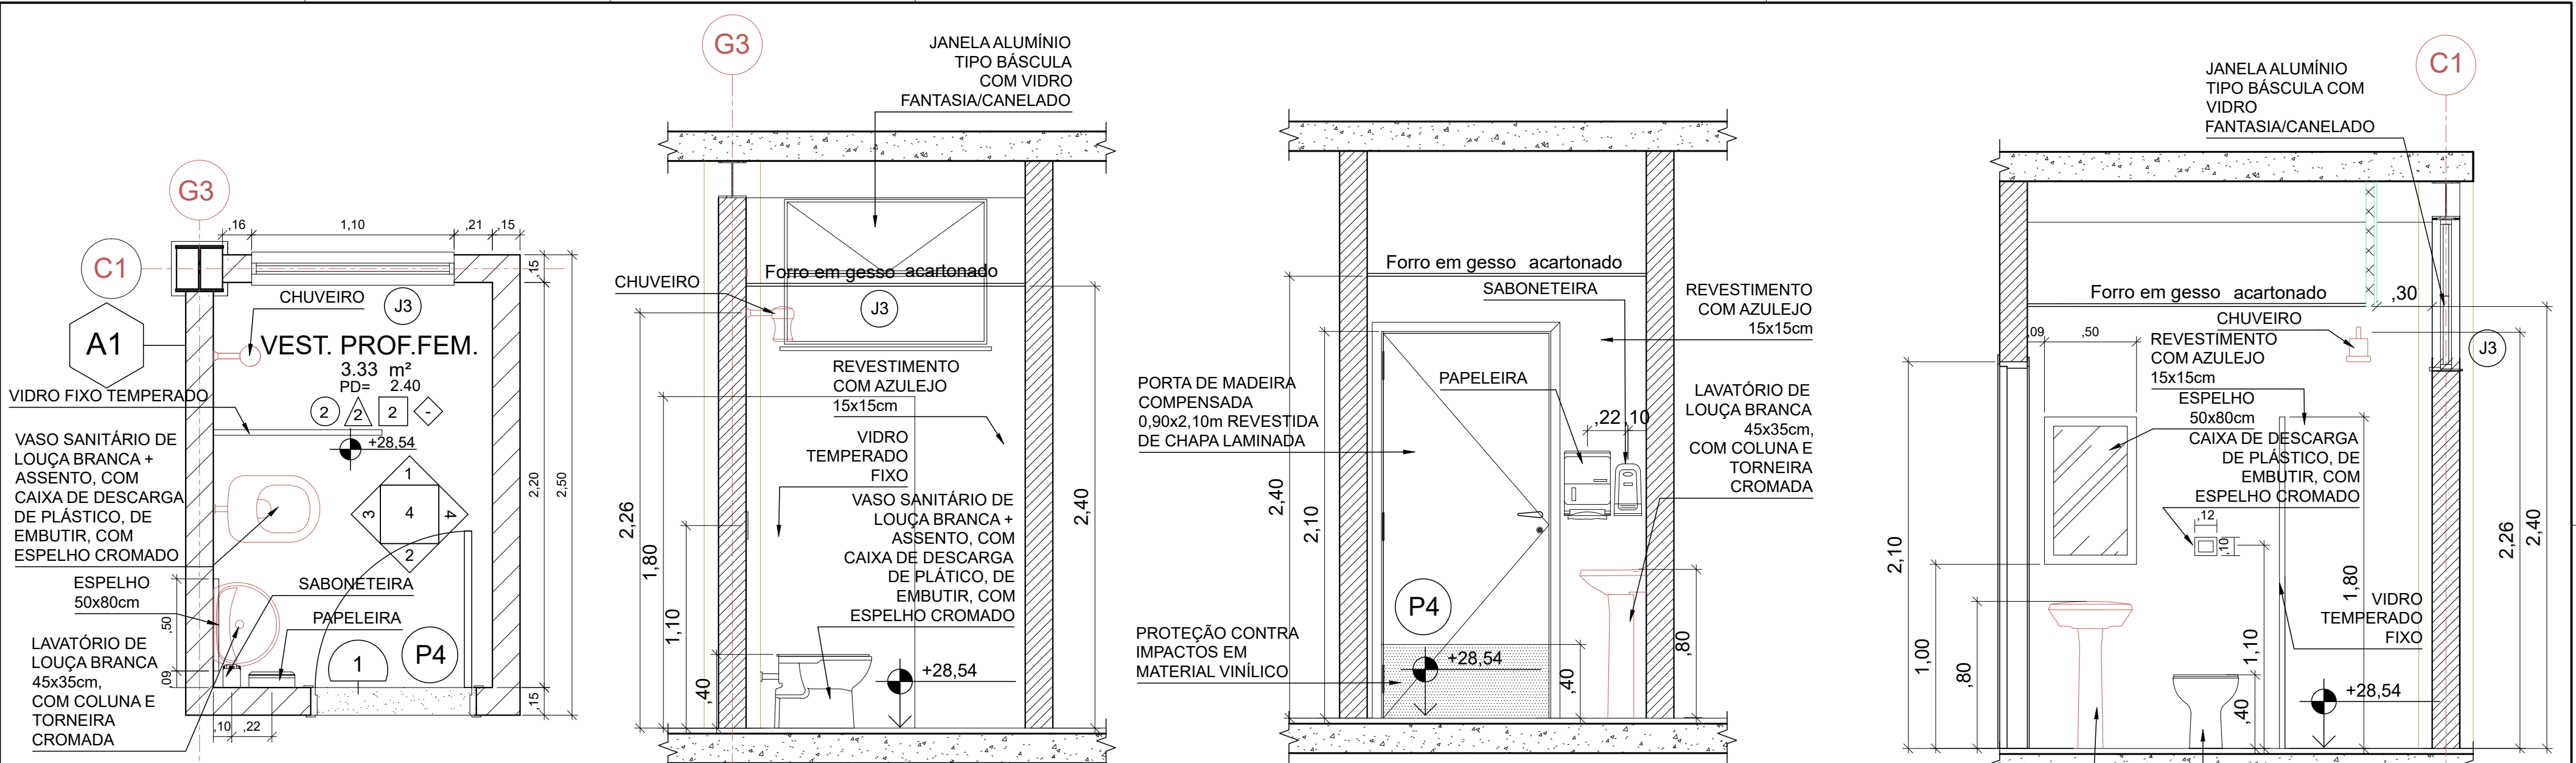 G3
C1
A1
,16
1,10
,21
,15
,15
CHUVEIRO
J3
VEST. PROF.FEM.
3.33 m²
PD= 2.40
2
2
2
-
+28,54
VIDRO FIXO TEMPERADO
VASO SANITÁRIO DE
LOUÇA BRANCA +
ASSENTO, COM
CAIXA DE DESCARGA
DE PLÁSTICO, DE
EMBUTIR, COM
ESPELHO CROMADO
1
3
4
4
2
2,20
2,50
ESPELHO
50x80cm
,50
,09
SABONETEIRA
PAPELEIRA
1
P4
,15
LAVATÓRIO DE
LOUÇA BRANCA
45x35cm,
COM COLUNA E
TORNEIRA
CROMADA
,10
,22
G3
JANELA ALUMÍNIO
TIPO BÁSCULA
COM VIDRO
FANTASIA/CANELADO
Forro em gesso acartonado
CHUVEIRO
J3
REVESTIMENTO
COM AZULEJO
15x15cm
VIDRO
TEMPERADO
FIXO
VASO SANITÁRIO DE
LOUÇA BRANCA +
ASSENTO, COM
CAIXA DE DESCARGA
DE PLÁTICO, DE
EMBUTIR, COM
ESPELHO CROMADO
2,26
1,80
1,10
,40
2,40
+28,54
Forro em gesso acartonado
SABONETEIRA
REVESTIMENTO
COM AZULEJO
15x15cm
PORTA DE MADEIRA
COMPENSADA
0,90x2,10m REVESTIDA
DE CHAPA LAMINADA
PAPELEIRA
,22
,10
LAVATÓRIO DE
LOUÇA BRANCA
45x35cm,
COM COLUNA E
TORNEIRA
CROMADA
2,40
2,10
P4
+28,54
,40
,80
PROTEÇÃO CONTRA
IMPACTOS EM
MATERIAL VINÍLICO
C1
JANELA ALUMÍNIO
TIPO BÁSCULA COM
VIDRO
FANTASIA/CANELADO
Forro em gesso acartonado
,30
CHUVEIRO
,09
,50
REVESTIMENTO
COM AZULEJO
15x15cm
J3
ESPELHO
50x80cm
CAIXA DE DESCARGA
DE PLÁSTICO, DE
EMBUTIR, COM
ESPELHO CROMADO
,12
,10
2,10
1,00
,80
1,80
1,10
,40
VIDRO
TEMPERADO
FIXO
+28,54
2,26
2,40